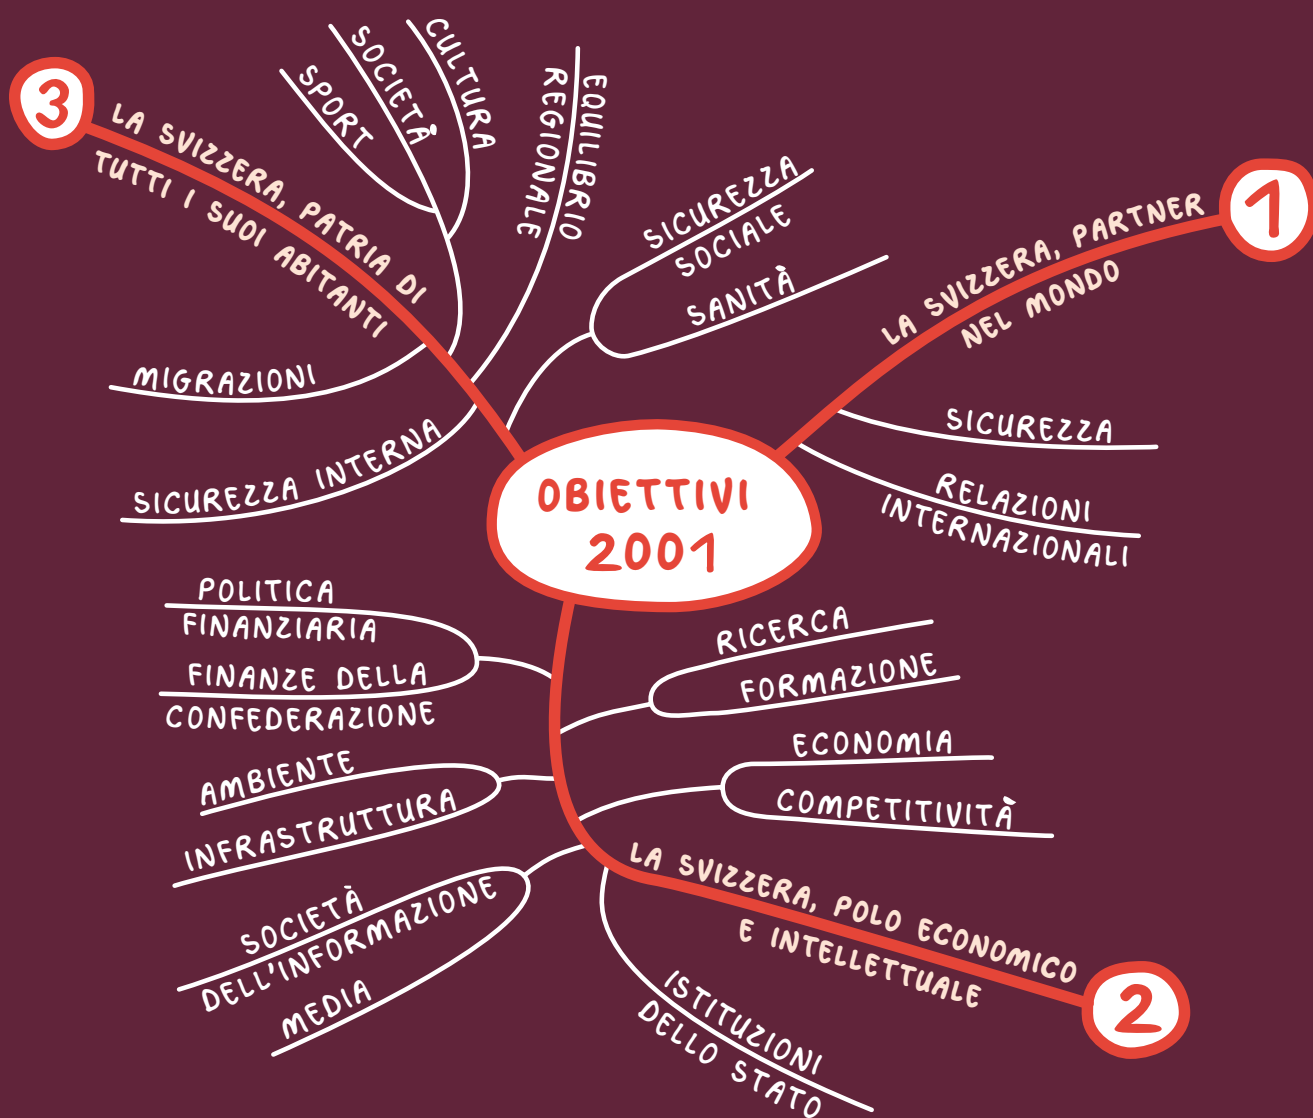 OBIETTIVI
2001
1
LA SVIZZERA, PARTNER
NEL MONDO
SICUREZZA
RELAZIONI
INTERNAZIONALI
2
LA SVIZZERA, POLO ECONOMICO
E INTELLETTUALE
RICERCA
FORMAZIONE
ECONOMIA
COMPETITIVITÀ
ISTITUZIONI
DELLO STATO
POLITICA
FINANZIARIA
FINANZE DELLA
CONFEDERAZIONE
AMBIENTE
INFRASTRUTTURA
SOCIETÀ
DELL'INFORMAZIONE
MEDIA
3
LA SVIZZERA, PATRIA DI
TUTTI I SUOI ABITANTI
SPORT
SOCIETÀ
CULTURA
EQUILIBRIO
REGIONALE
SICUREZZA
SOCIALE
SANITÀ
MIGRAZIONI
SICUREZZA INTERNA